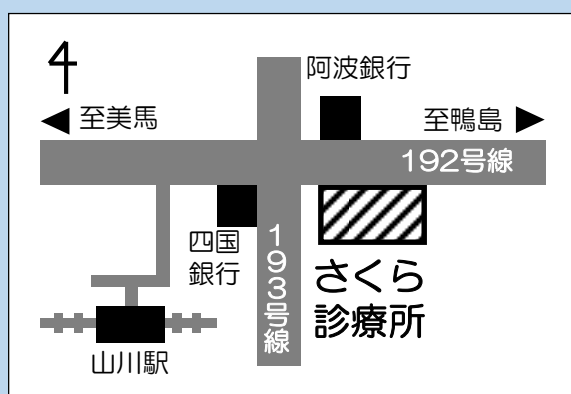 阿波銀行
◀ 至美馬
至鴨島 ▶
192号線
四国
銀行
193号線
さくら
診療所
山川駅